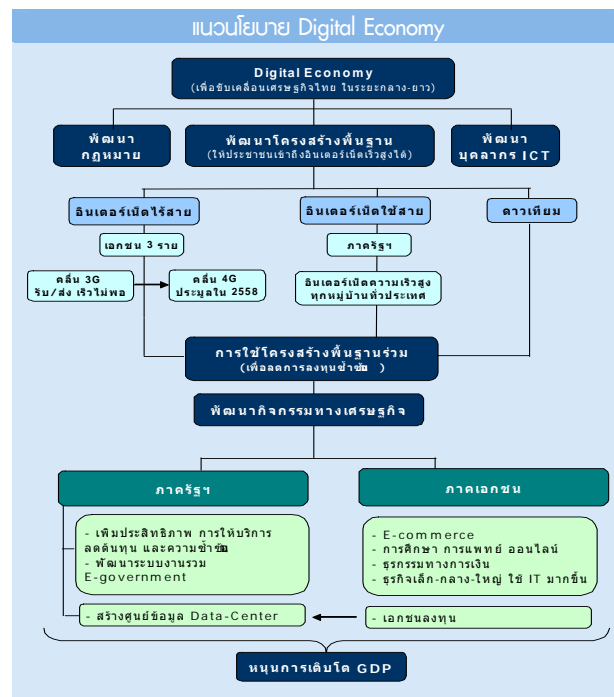 แนวนโยบาย Digital Economy
Digital Economy
(เพื่อขับเคลื่อนเศรษฐกิจไทย ในระยะกลาง-ยาว)
พัฒนา
กฎหมาย
พัฒนาโครงสร้างพื้นฐาน
(ให้ประชาชนเข้าถึงอินเตอร์เน็ตเร็วสูงได้)
พัฒนา
บุคลากร ICT
อินเตอร์เน็ตไร้สาย
อินเตอร์เน็ตใช้สาย
ดาวเทียม
เอกชน 3 ราย
ภาครัฐฯ
คลื่น 3G
รับ/ส่ง เร็วไม่พอ
คลื่น 4G
ประมูลใน 2558
อินเตอร์เน็ตความเร็วสูง
ทุกหมู่บ้านทั่วประเทศ
การใช้โครงสร้างพื้นฐานร่วม
(เพื่อลดการลงทุนซ้ำซ้อน )
พัฒนากิจกรรมทางเศรษฐกิจ
ภาครัฐฯ
ภาคเอกชน
- เพิ่มประสิทธิภาพ การให้บริการ
ลดต้นทุน และความซ้ำซ้อน
- พัฒนาระบบงานรวม
E-government
- E-commerce
- การศึกษา การแพทย์ ออนไลน์
- ธุรกรรมทางการเงิน
- ธุรกิจเล็ก-กลาง-ใหญ่ ใช้ IT มากขึ้น
- สร้างศูนย์ข้อมูล Data-Center
- เอกชนลงทุน
หนุนการเติบโต GDP